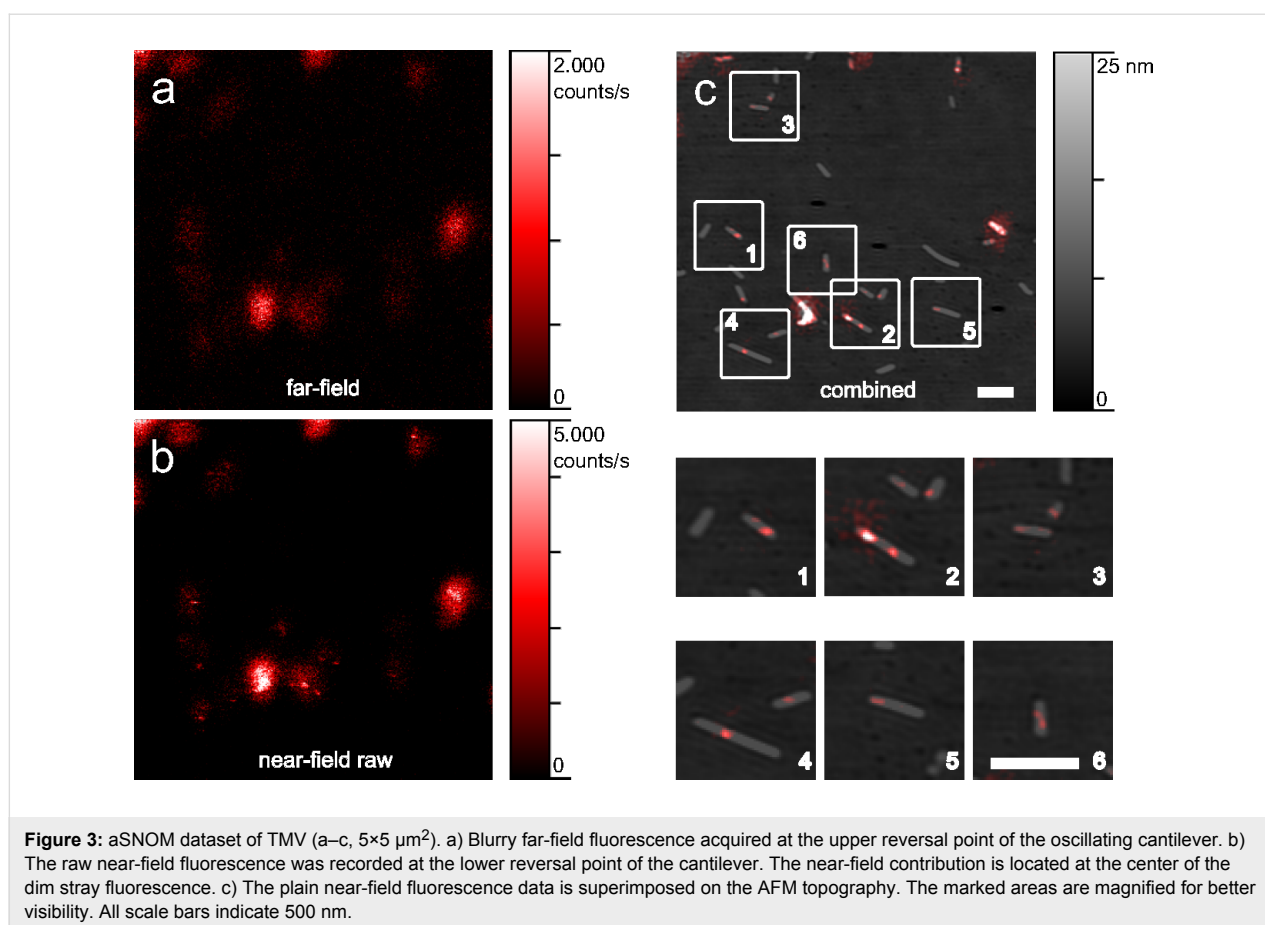 a
2.000
counts/s
0
far-field
b
5.000
counts/s
0
near-field raw
c
25 nm
0
3
1
6
2
5
4
combined
1
2
3
4
5
6
Figure 3: aSNOM dataset of TMV (a–c, 5×5 µm²). a) Blurry far-field fluorescence acquired at the upper reversal point of the oscillating cantilever. b)
The raw near-field fluorescence was recorded at the lower reversal point of the cantilever. The near-field contribution is located at the center of the
dim stray fluorescence. c) The plain near-field fluorescence data is superimposed on the AFM topography. The marked areas are magnified for better
visibility. All scale bars indicate 500 nm.